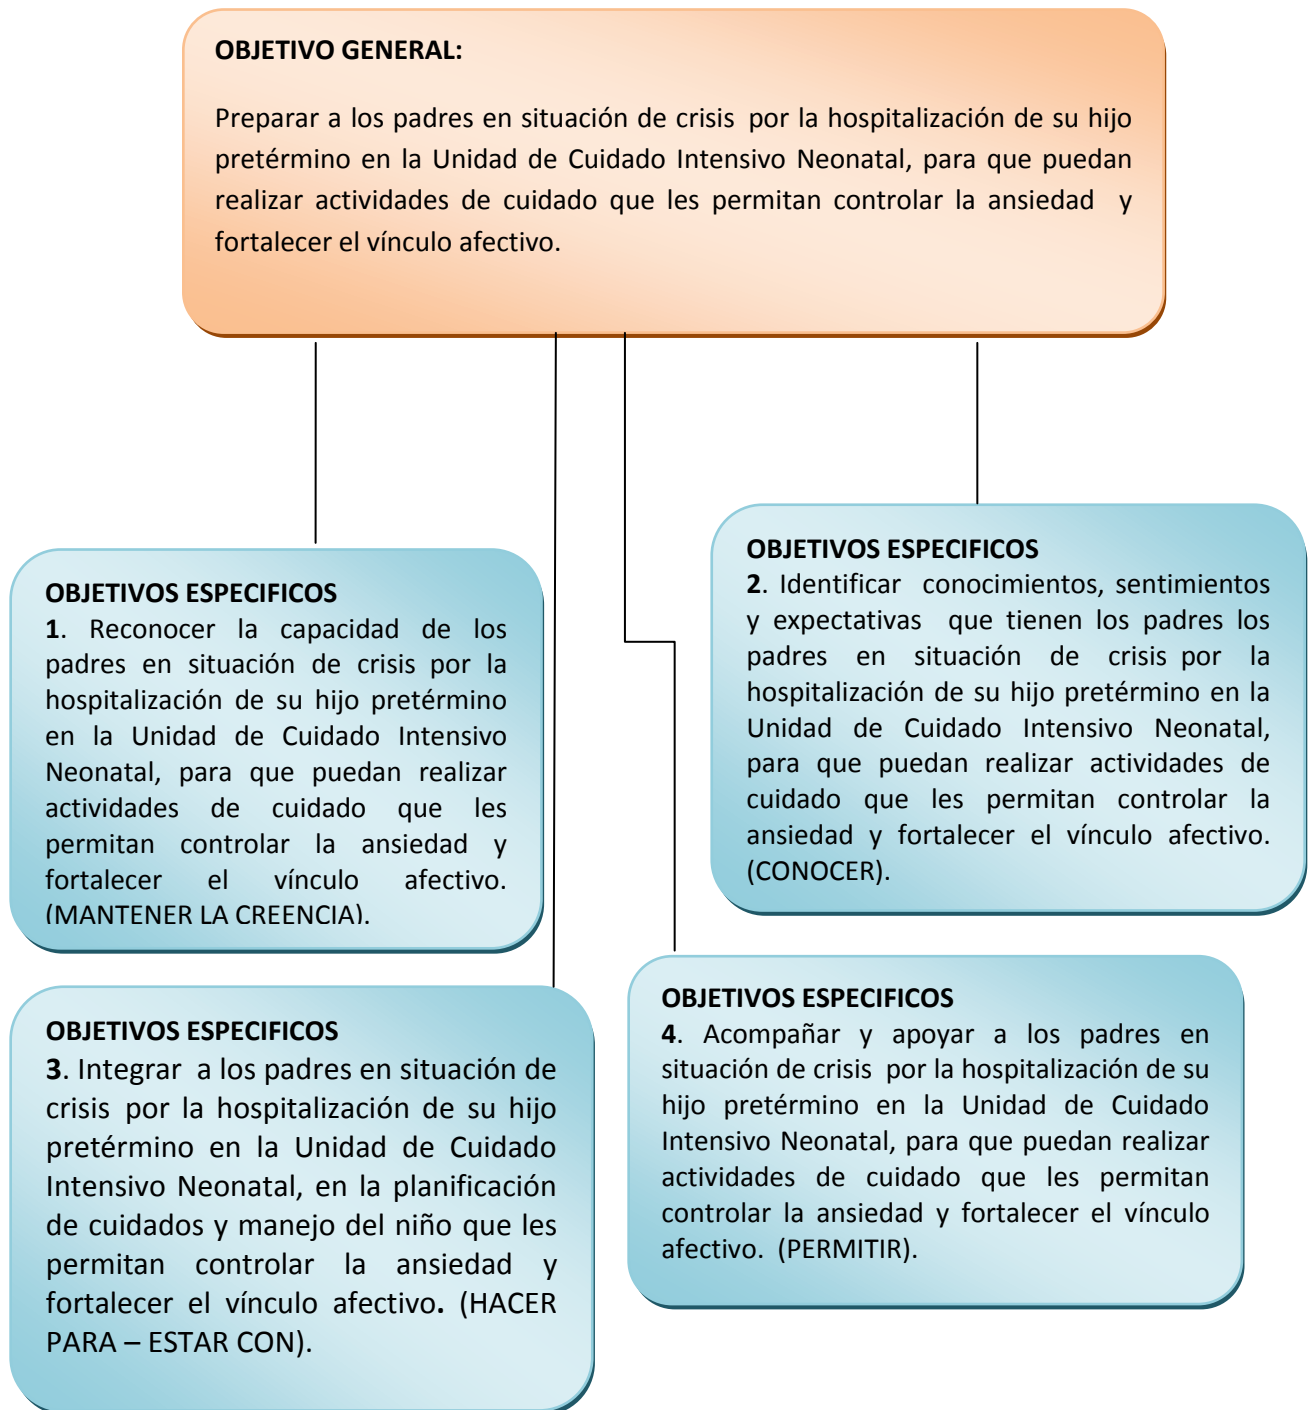 OBJETIVO GENERAL:
Preparar a los padres en situación de crisis por la hospitalización de su hijo
pretérmino en la Unidad de Cuidado Intensivo Neonatal, para que puedan
realizar actividades de cuidado que les permitan controlar la ansiedad y
fortalecer el vínculo afectivo.
OBJETIVOS ESPECIFICOS
1. Reconocer la capacidad de los
padres en situación de crisis por la
hospitalización de su hijo pretérmino
en la Unidad de Cuidado Intensivo
Neonatal, para que puedan realizar
actividades de cuidado que les
permitan controlar la ansiedad y
fortalecer el vínculo afectivo.
(MANTENER LA CREENCIA).
OBJETIVOS ESPECIFICOS
2. Identificar conocimientos, sentimientos
y expectativas que tienen los padres los
padres en situación de crisis por la
hospitalización de su hijo pretérmino en la
Unidad de Cuidado Intensivo Neonatal,
para que puedan realizar actividades de
cuidado que les permitan controlar la
ansiedad y fortalecer el vínculo afectivo.
(CONOCER).
OBJETIVOS ESPECIFICOS
3. Integrar a los padres en situación de
crisis por la hospitalización de su hijo
pretérmino en la Unidad de Cuidado
Intensivo Neonatal, en la planificación
de cuidados y manejo del niño que les
permitan controlar la ansiedad y
fortalecer el vínculo afectivo. (HACER
PARA – ESTAR CON).
OBJETIVOS ESPECIFICOS
4. Acompañar y apoyar a los padres en
situación de crisis por la hospitalización de su
hijo pretérmino en la Unidad de Cuidado
Intensivo Neonatal, para que puedan realizar
actividades de cuidado que les permitan
controlar la ansiedad y fortalecer el vínculo
afectivo. (PERMITIR).